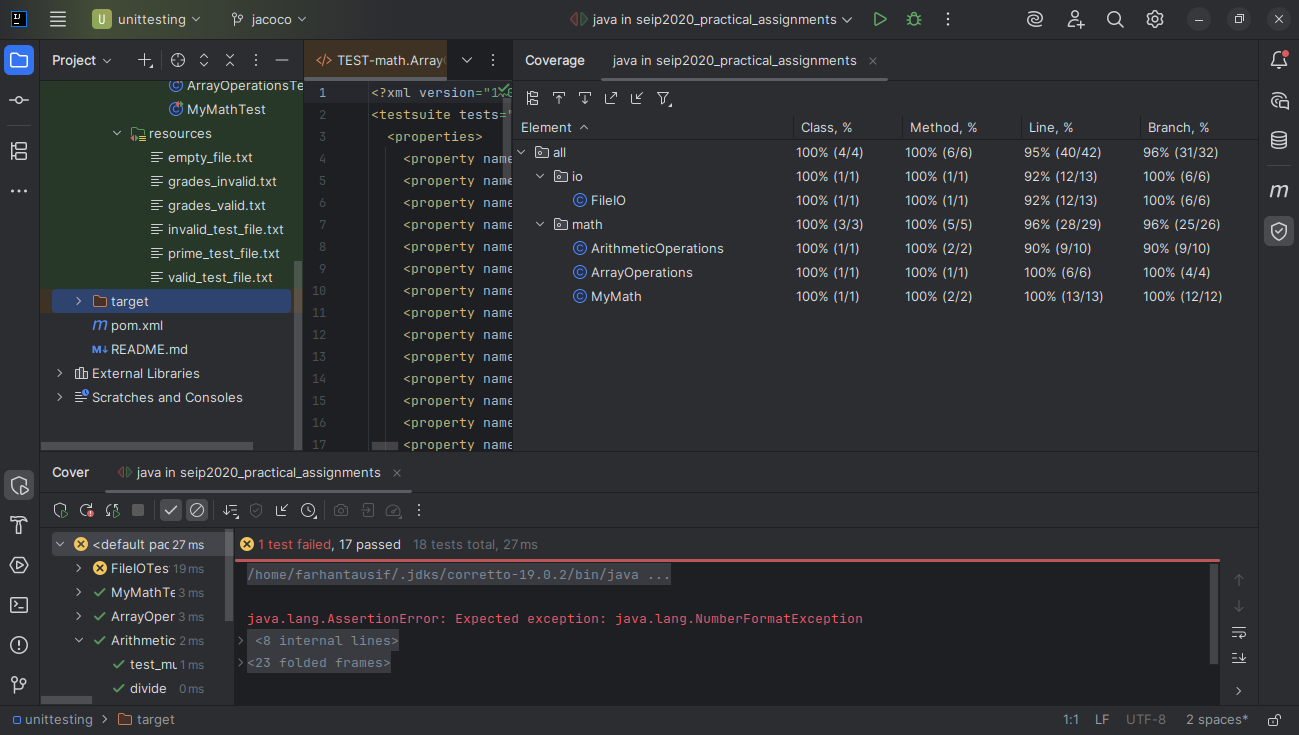 U unittesting jacoco java in seip2020_practical_assignments
Project
ArrayOperationsTe
MyMathTest
resources
empty_file.txt
grades_invalid.txt
grades_valid.txt
invalid_test_file.txt
prime_test_file.txt
valid_test_file.txt
target
pom.xml
README.md
External Libraries
Scratches and Consoles
TEST-math.Array
1 <?xml version="1.0
2 <testsuite tests="
3 <properties>
4 <property name
5 <property name
6 <property name
7 <property name
8 <property name
9 <property name
10 <property name
11 <property name
12 <property name
13 <property name
14 <property name
15 <property name
16 <property name
17 <property name
Coverage java in seip2020_practical_assignments
Element Class, % Method, % Line, % Branch, %
all 100% (4/4) 100% (6/6) 95% (40/42) 96% (31/32)
io 100% (1/1) 100% (1/1) 92% (12/13) 100% (6/6)
FileIO 100% (1/1) 100% (1/1) 92% (12/13) 100% (6/6)
math 100% (3/3) 100% (5/5) 96% (28/29) 96% (25/26)
ArithmeticOperations 100% (1/1) 100% (2/2) 90% (9/10) 90% (9/10)
ArrayOperations 100% (1/1) 100% (1/1) 100% (6/6) 100% (4/4)
MyMath 100% (1/1) 100% (2/2) 100% (13/13) 100% (12/12)
Cover java in seip2020_practical_assignments
<default pac 27 ms
FileIOTes 19 ms
MyMathTe 3 ms
ArrayOper 3 ms
Arithmetic 2 ms
test_mu 1 ms
divide 0 ms
1 test failed, 17 passed 18 tests total, 27 ms
/home/farhantausif/.jdks/corretto-19.0.2/bin/java ...
java.lang.AssertionError: Expected exception: java.lang.NumberFormatException
<8 internal lines>
<23 folded frames>
unittesting > target 1:1 LF UTF-8 2 spaces*